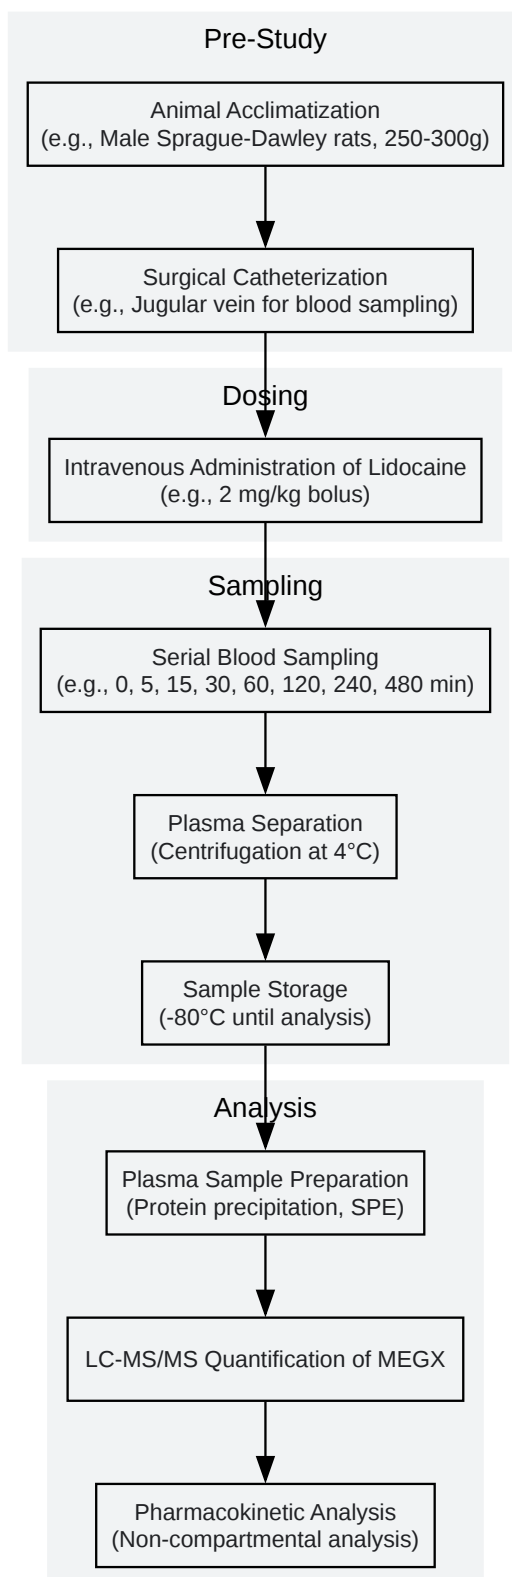 Pre-Study
Animal Acclimatization
(e.g., Male Sprague-Dawley rats, 250-300g)
Surgical Catheterization
(e.g., Jugular vein for blood sampling)
Dosing
Intravenous Administration of Lidocaine
(e.g., 2 mg/kg bolus)
Sampling
Serial Blood Sampling
(e.g., 0, 5, 15, 30, 60, 120, 240, 480 min)
Plasma Separation
(Centrifugation at 4°C)
Sample Storage
(-80°C until analysis)
Analysis
Plasma Sample Preparation
(Protein precipitation, SPE)
LC-MS/MS Quantification of MEGX
Pharmacokinetic Analysis
(Non-compartmental analysis)